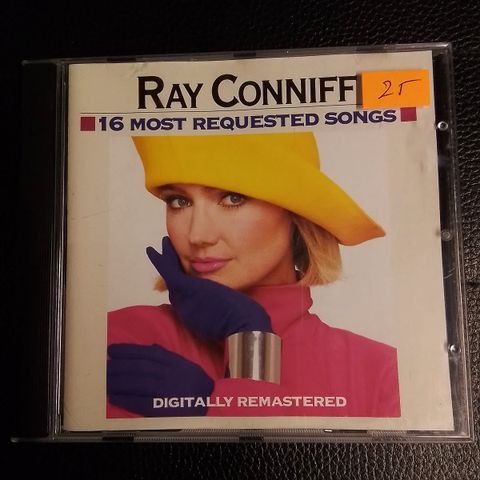 RAY CONNIFF
25
16 MOST REQUESTED SONGS
DIGITALLY REMASTERED